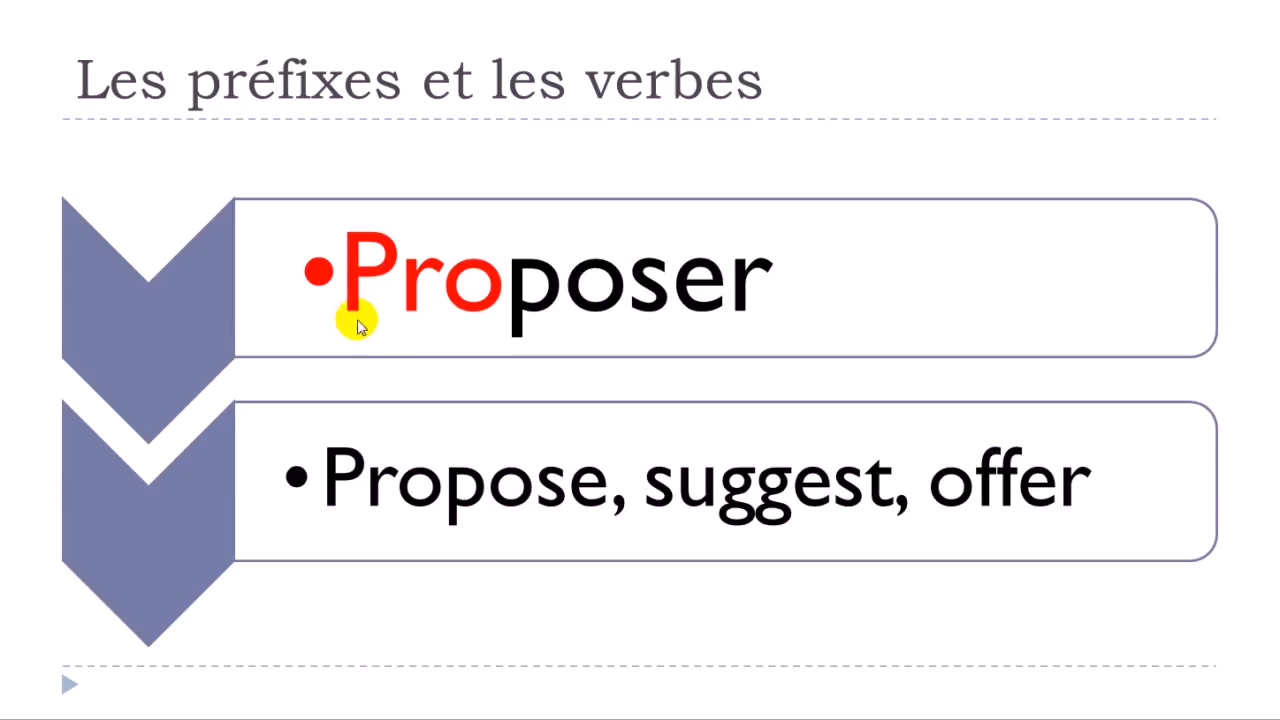 Les préfixes et les verbes
•Proposer
•Propose, suggest, offer